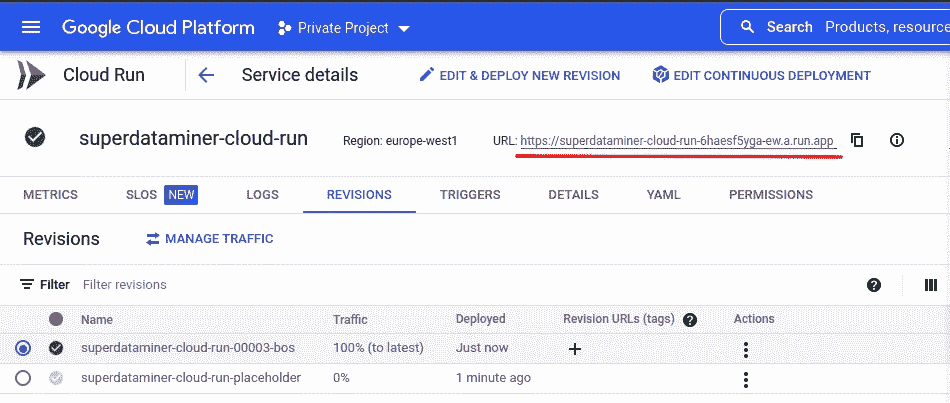 Google Cloud Platform Private Project Search Products, resource
Cloud Run Service details EDIT & DEPLOY NEW REVISION EDIT CONTINUOUS DEPLOYMENT
superdataminer-cloud-run Region: europe-west1 URL: https://superdataminer-cloud-run-6haesf5yga-ew.a.run.app
METRICS SLOS NEW LOGS REVISIONS TRIGGERS DETAILS YAML PERMISSIONS
Revisions MANAGE TRAFFIC
Filter Filter revisions ?
Name Traffic Deployed Revision URLs (tags) ? Actions
superdataminer-cloud-run-00003-bos 100% (to latest) Just now +
superdataminer-cloud-run-placeholder 0% 1 minute ago